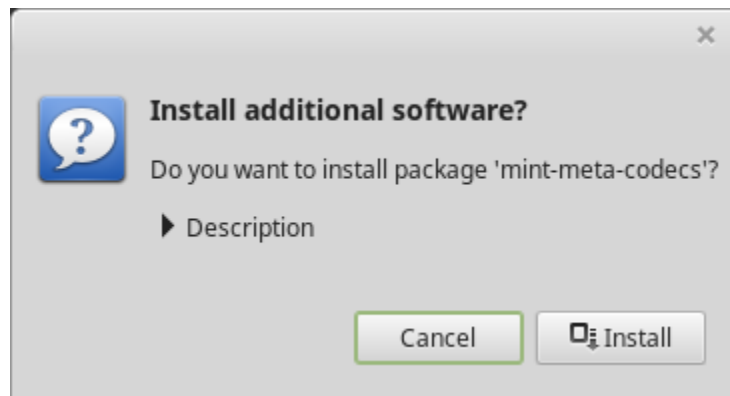 Install additional software?
Do you want to install package 'mint-meta-codecs'?
Description
Cancel
Install